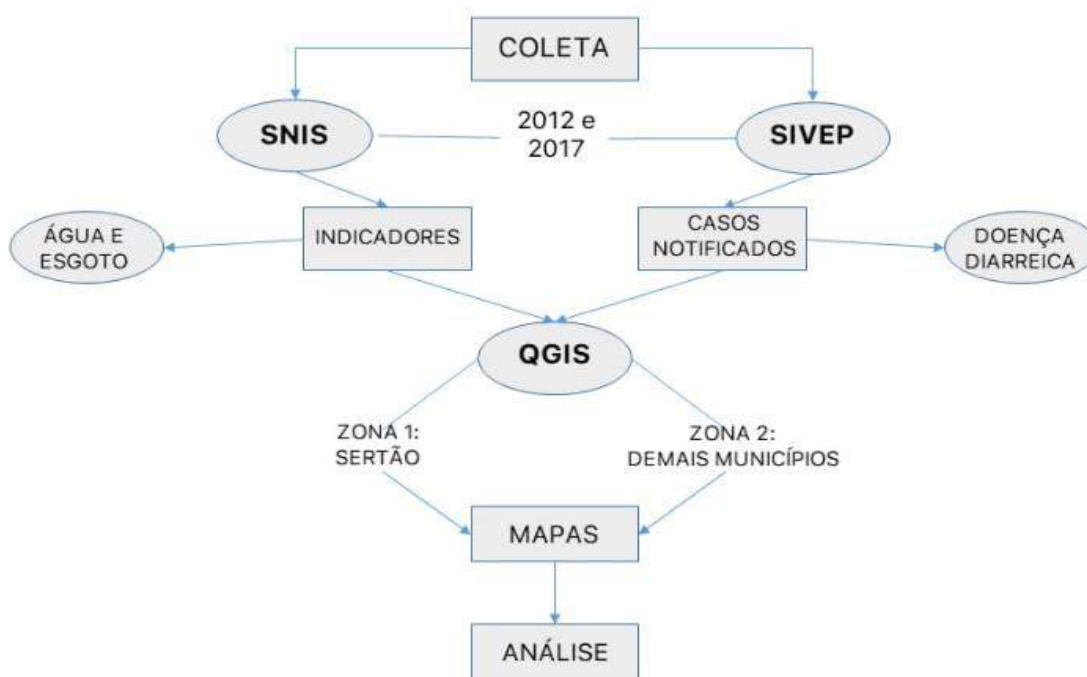 COLETA
SNIS
2012 e
2017
SIVEP
ÁGUA E
ESGOTO
INDICADORES
CASOS
NOTIFICADOS
DOENÇA
DIARREICA
QGIS
ZONA 1:
SERTÃO
ZONA 2:
DEMAIS MUNICÍPIOS
MAPAS
ANÁLISE